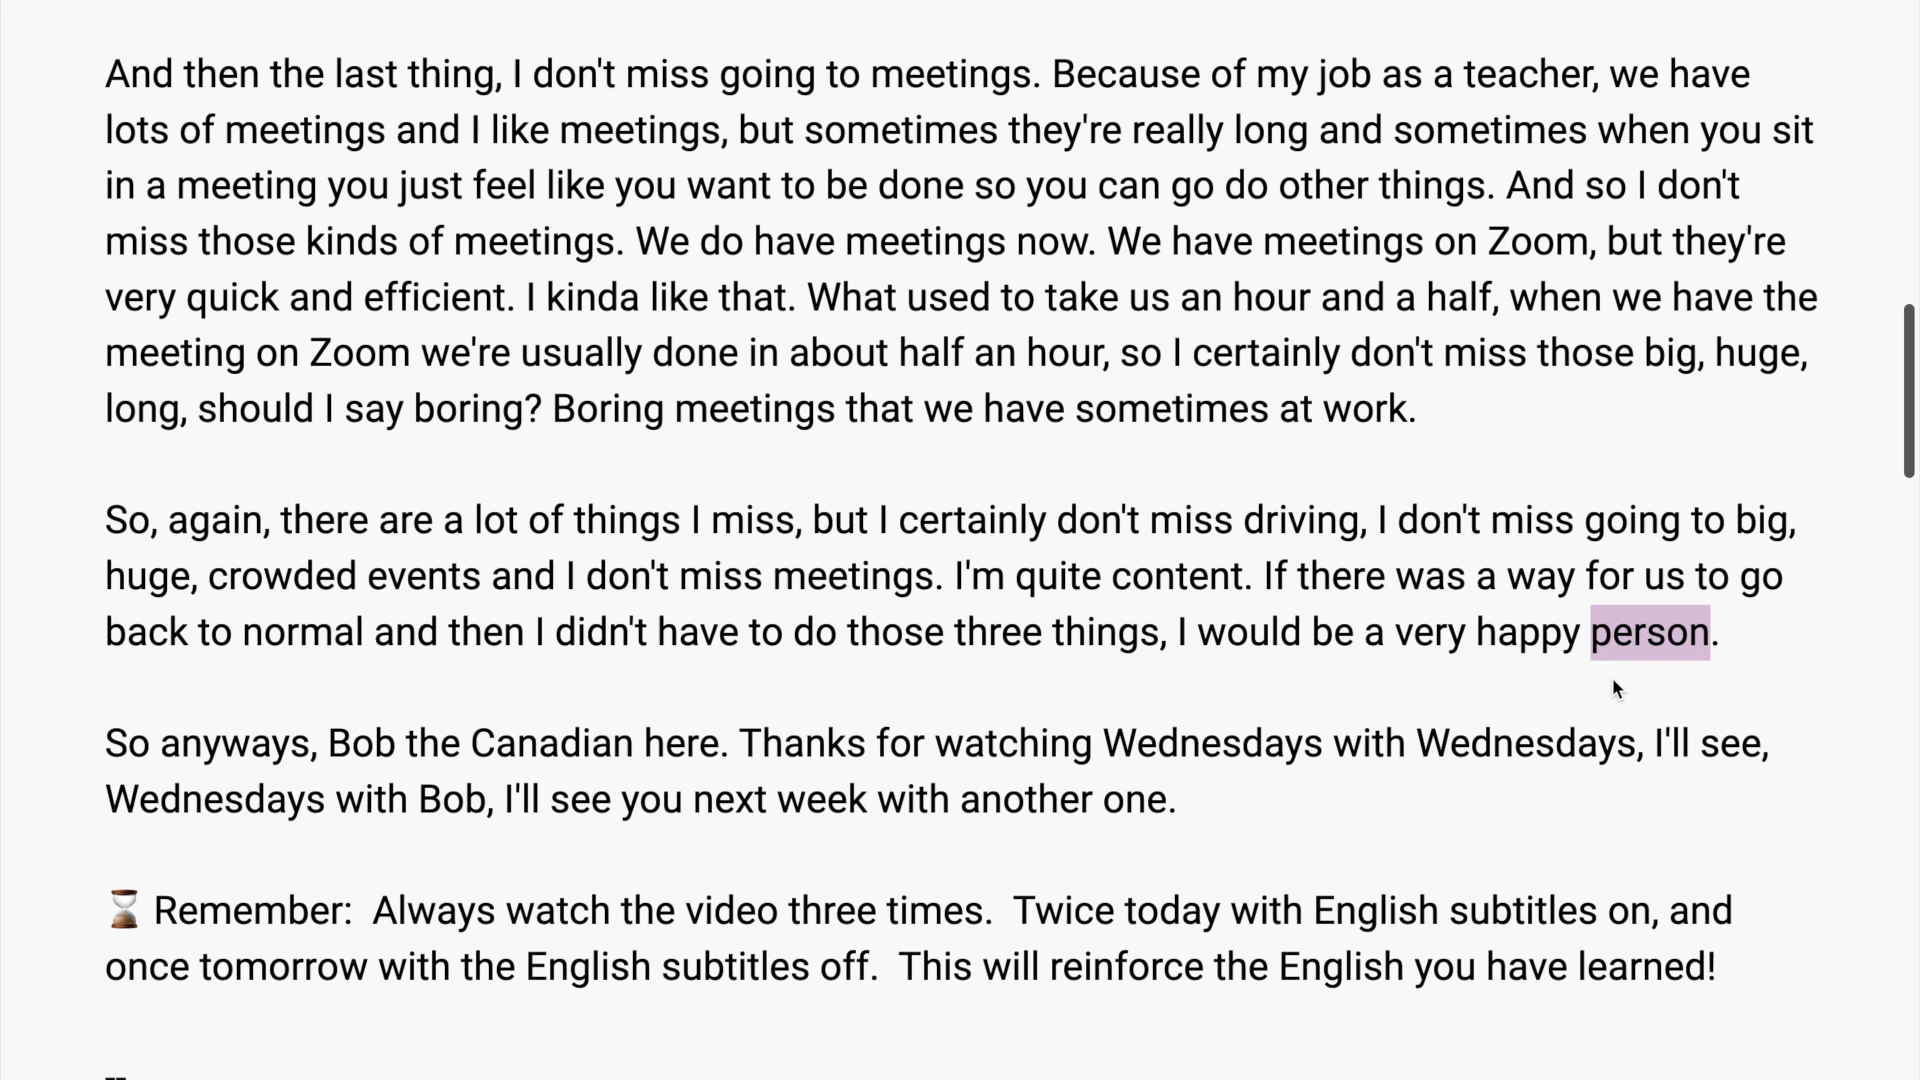 And then the last thing, I don't miss going to meetings. Because of my job as a teacher, we have
lots of meetings and I like meetings, but sometimes they're really long and sometimes when you sit
in a meeting you just feel like you want to be done so you can go do other things. And so I don't
miss those kinds of meetings. We do have meetings now. We have meetings on Zoom, but they're
very quick and efficient. I kinda like that. What used to take us an hour and a half, when we have the
meeting on Zoom we're usually done in about half an hour, so I certainly don't miss those big, huge,
long, should I say boring? Boring meetings that we have sometimes at work.
So, again, there are a lot of things I miss, but I certainly don't miss driving, I don't miss going to big,
huge, crowded events and I don't miss meetings. I'm quite content. If there was a way for us to go
back to normal and then I didn't have to do those three things, I would be a very happy person.
So anyways, Bob the Canadian here. Thanks for watching Wednesdays with Wednesdays, I'll see,
Wednesdays with Bob, I'll see you next week with another one.
⏳ Remember:  Always watch the video three times.  Twice today with English subtitles on, and
once tomorrow with the English subtitles off.  This will reinforce the English you have learned!